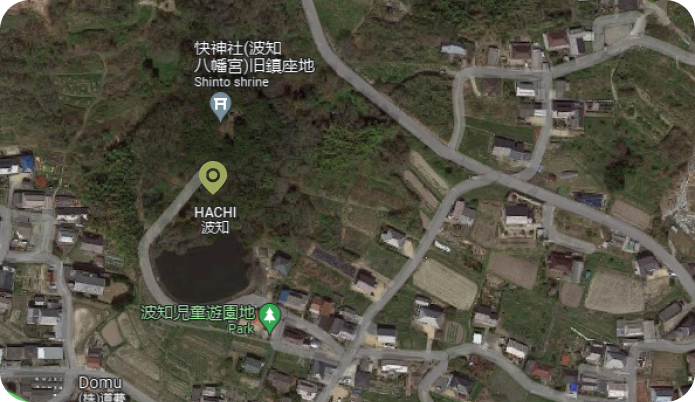 快神社(波知
八幡宮)旧鎮座地
Shinto shrine
HACHI
波知
波知児童遊園地
Park
Domu
(株)道夢